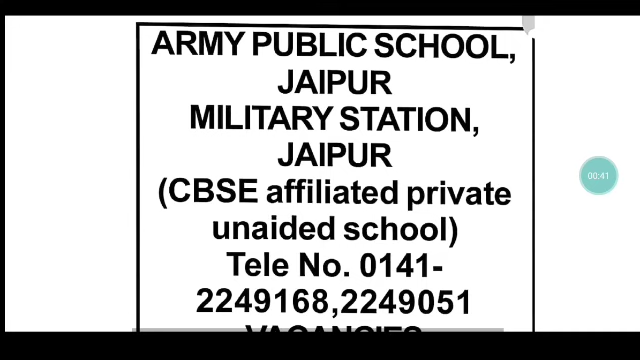 ARMY PUBLIC SCHOOL,
JAIPUR
MILITARY STATION,
JAIPUR
(CBSE affiliated private
unaided school)
Tele No. 0141-
2249168,2249051
VACANCIES
00:41